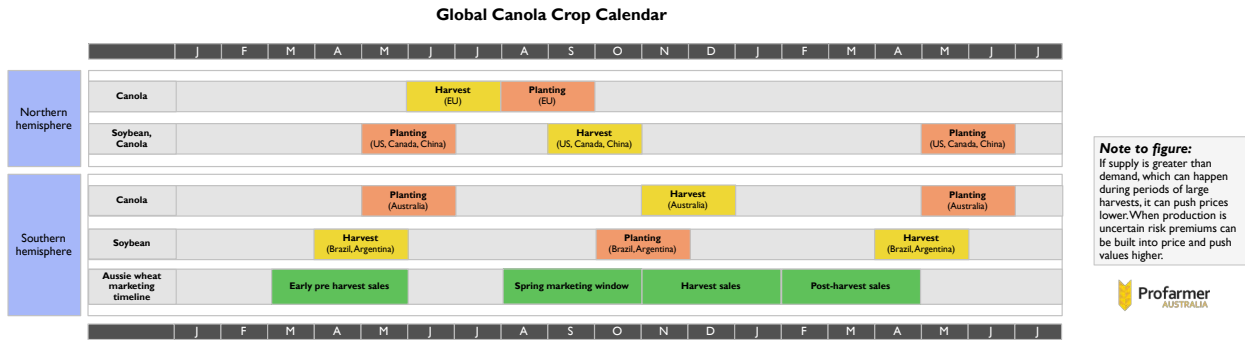 Global Canola Crop Calendar
J F M A M J J A S O N D J F M A M J J
Northern
hemisphere
Canola
Harvest
(EU)
Planting
(EU)
Soybean,
Canola
Planting
(US, Canada, China)
Harvest
(US, Canada, China)
Planting
(US, Canada, China)
Southern
hemisphere
Canola
Planting
(Australia)
Harvest
(Australia)
Planting
(Australia)
Soybean
Harvest
(Brazil, Argentina)
Planting
(Brazil, Argentina)
Harvest
(Brazil, Argentina)
Aussie wheat
marketing
timeline
Early pre harvest sales
Spring marketing window
Harvest sales
Post-harvest sales
J F M A M J J A S O N D J F M A M J J
Note to figure:
If supply is greater than
demand, which can happen
during periods of large
harvests, it can push prices
lower. When production is
uncertain risk premiums can
be built into price and push
values higher.
Profarmer
AUSTRALIA